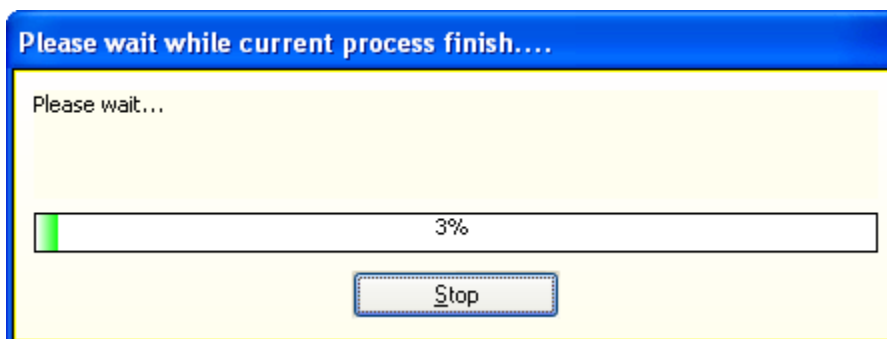 Please wait while current process finish....
Please wait...
3%
Stop